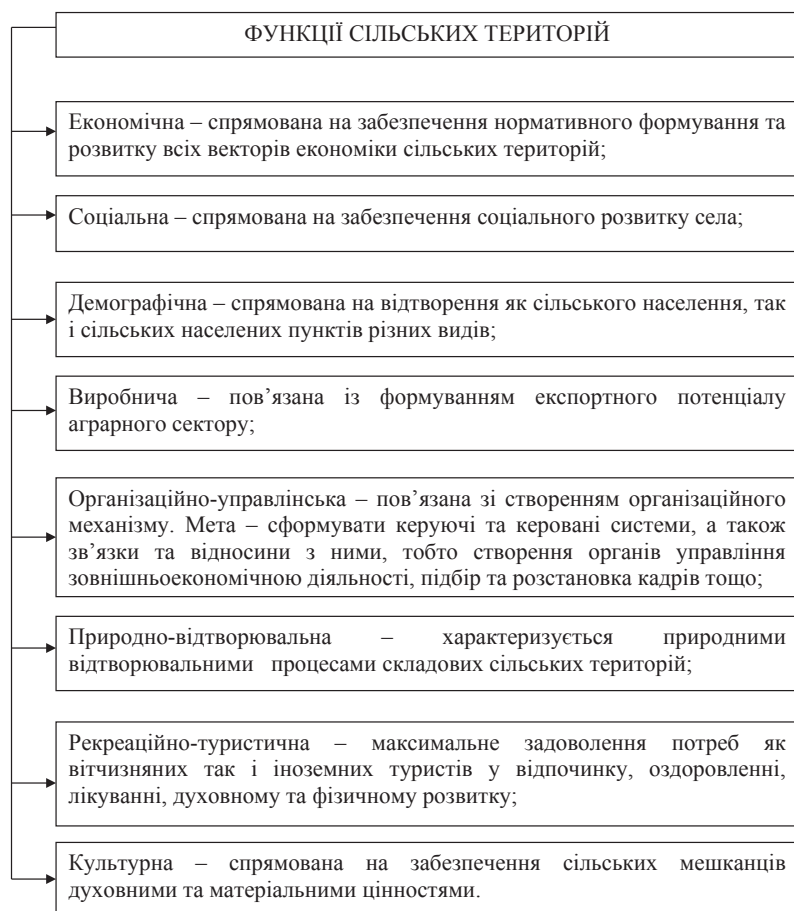 ФУНКЦІЇ СІЛЬСЬКИХ ТЕРИТОРІЙ
Економічна – спрямована на забезпечення нормативного формування та
розвитку всіх векторів економіки сільських територій;
Соціальна – спрямована на забезпечення соціального розвитку села;
Демографічна – спрямована на відтворення як сільського населення, так
і сільських населених пунктів різних видів;
Виробнича – пов’язана із формуванням експортного потенціалу
аграрного сектору;
Організаційно-управлінська – пов’язана зі створенням організаційного
механізму. Мета – сформувати керуючі та керовані системи, а також
зв’язки та відносини з ними, тобто створення органів управління
зовнішньоекономічною діяльності, підбір та розстановка кадрів тощо;
Природно-відтворювальна – характеризується природними
відтворювальними процесами складових сільських територій;
Рекреаційно-туристична – максимальне задоволення потреб як
вітчизняних так і іноземних туристів у відпочинку, оздоровленні,
лікуванні, духовному та фізичному розвитку;
Культурна – спрямована на забезпечення сільських мешканців
духовними та матеріальними цінностями.